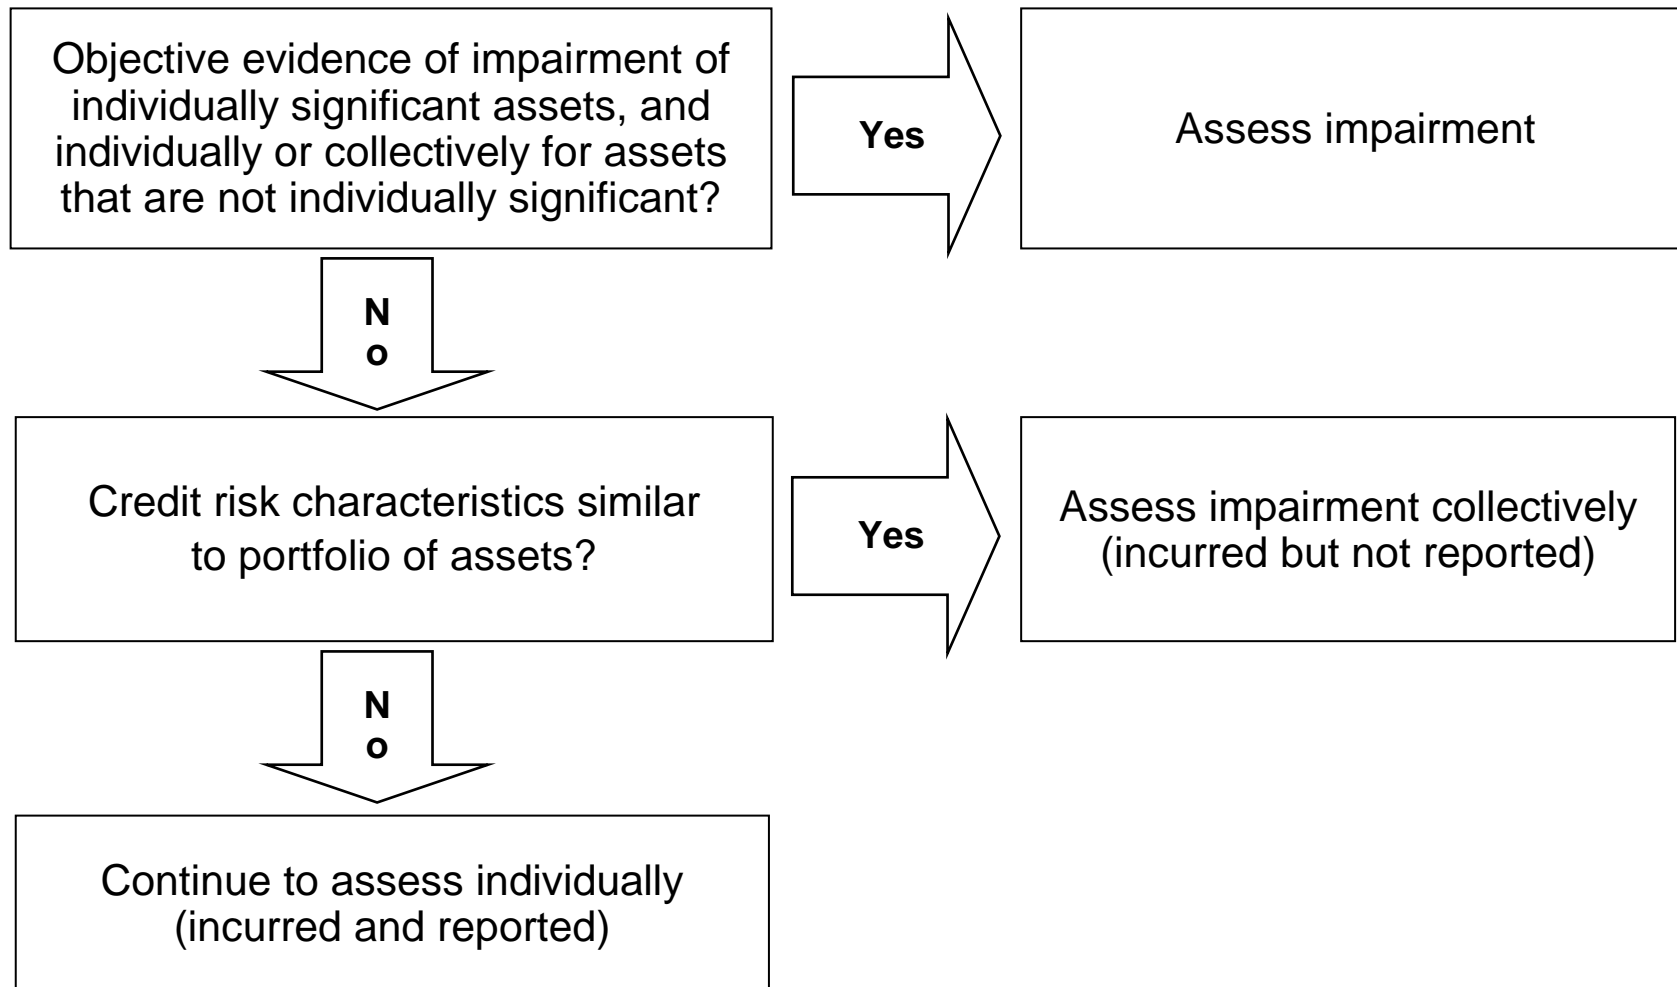 Objective evidence of impairment of
individually significant assets, and
individually or collectively for assets
that are not individually significant?
Yes
Assess impairment
N
o
Credit risk characteristics similar
to portfolio of assets?
Yes
Assess impairment collectively
(incurred but not reported)
N
o
Continue to assess individually
(incurred and reported)